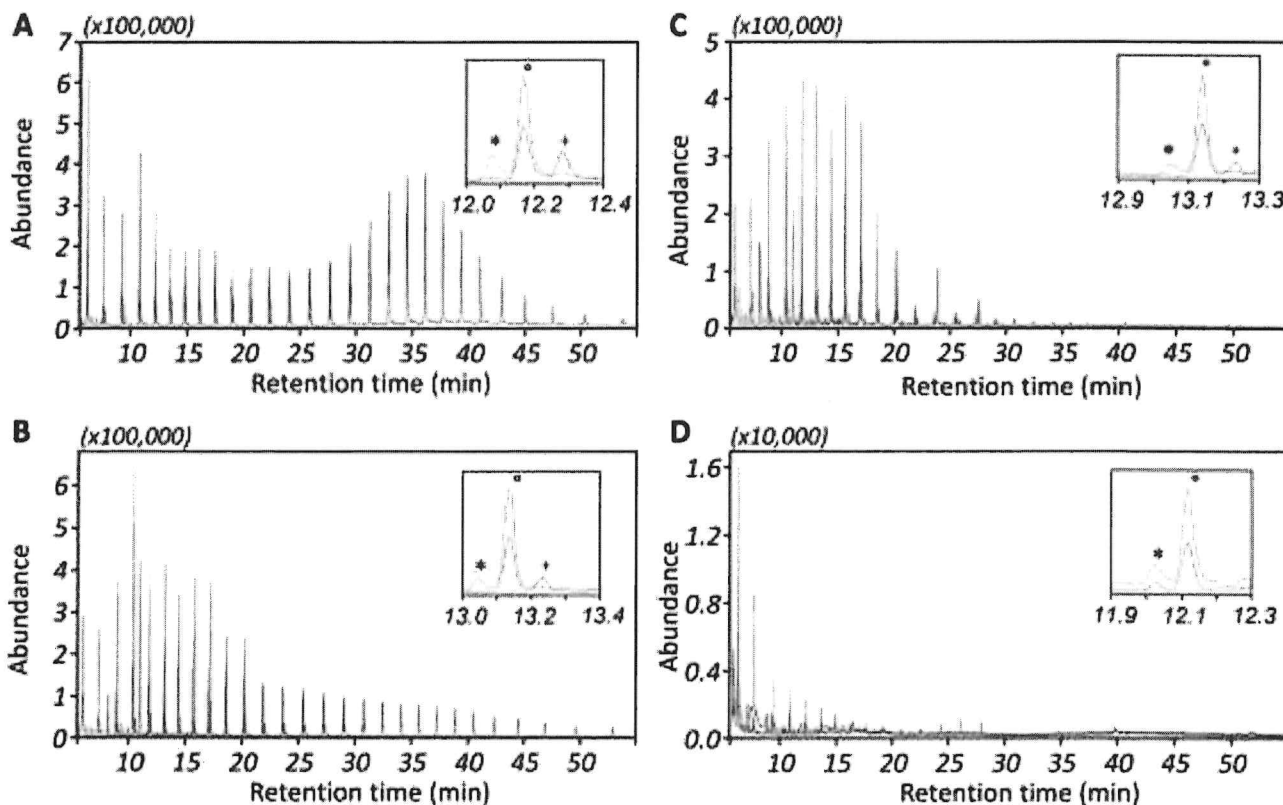 A (x100,000)
7
6
5
4
3
2
1
0
Abundance
10 15 20 25 30 35 40 45 50
Retention time (min)
* ° +
12.0 12.2 12.4
C (x100,000)
5
4
3
2
1
0
Abundance
10 15 20 25 30 35 40 45 50
Retention time (min)
12.9 13.1 13.3
B (x100,000)
6
5
4
3
2
1
0
Abundance
10 15 20 25 30 35 40 45 50
Retention time (min)
* ° +
13.0 13.2 13.4
D (x10,000)
1.6
1.2
0.8
0.4
0.0
Abundance
10 15 20 25 30 35 40 45 50
Retention time (min)
11.9 12.1 12.3